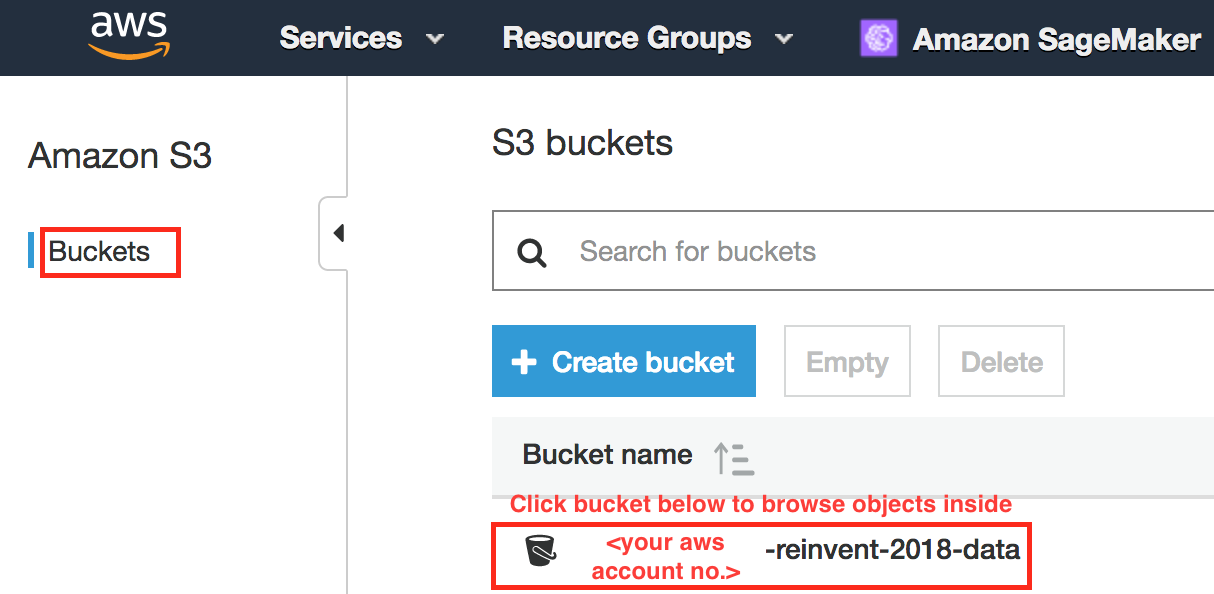 aws
Services
Resource Groups
Amazon SageMaker
Amazon S3
Buckets
S3 buckets
Search for buckets
Create bucket
Empty
Delete
Bucket name
Click bucket below to browse objects inside
<your aws
account no.>
-reinvent-2018-data